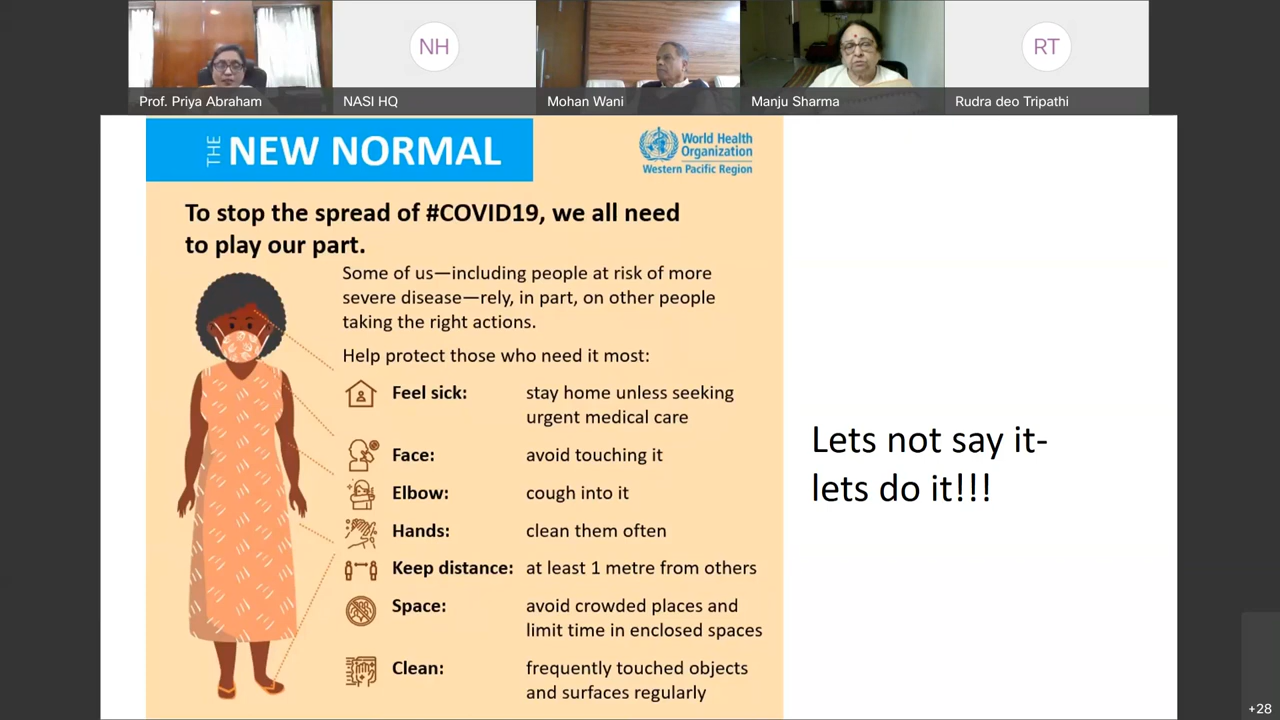 NH
RT
Prof. Priya Abraham
NASI HQ
Mohan Wani
Manju Sharma
Rudra deo Tripathi
THE NEW NORMAL
World Health
Organization
Western Pacific Region
To stop the spread of #COVID19, we all need
to play our part.
Some of us—including people at risk of more
severe disease—rely, in part, on other people
taking the right actions.
Help protect those who need it most:
Feel sick: stay home unless seeking
urgent medical care
Face: avoid touching it
Elbow: cough into it
Hands: clean them often
Keep distance: at least 1 metre from others
Space: avoid crowded places and
limit time in enclosed spaces
Clean: frequently touched objects
and surfaces regularly
Lets not say it-
lets do it!!!
+28